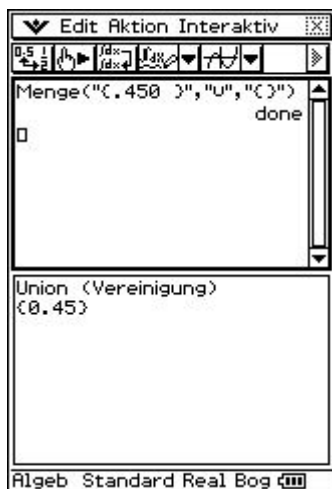 Edit Aktion Interaktiv
Menge("{.450 }","∪","{}")
done
Union (Vereinigung)
{0.45}
Algeb Standard Real Bog